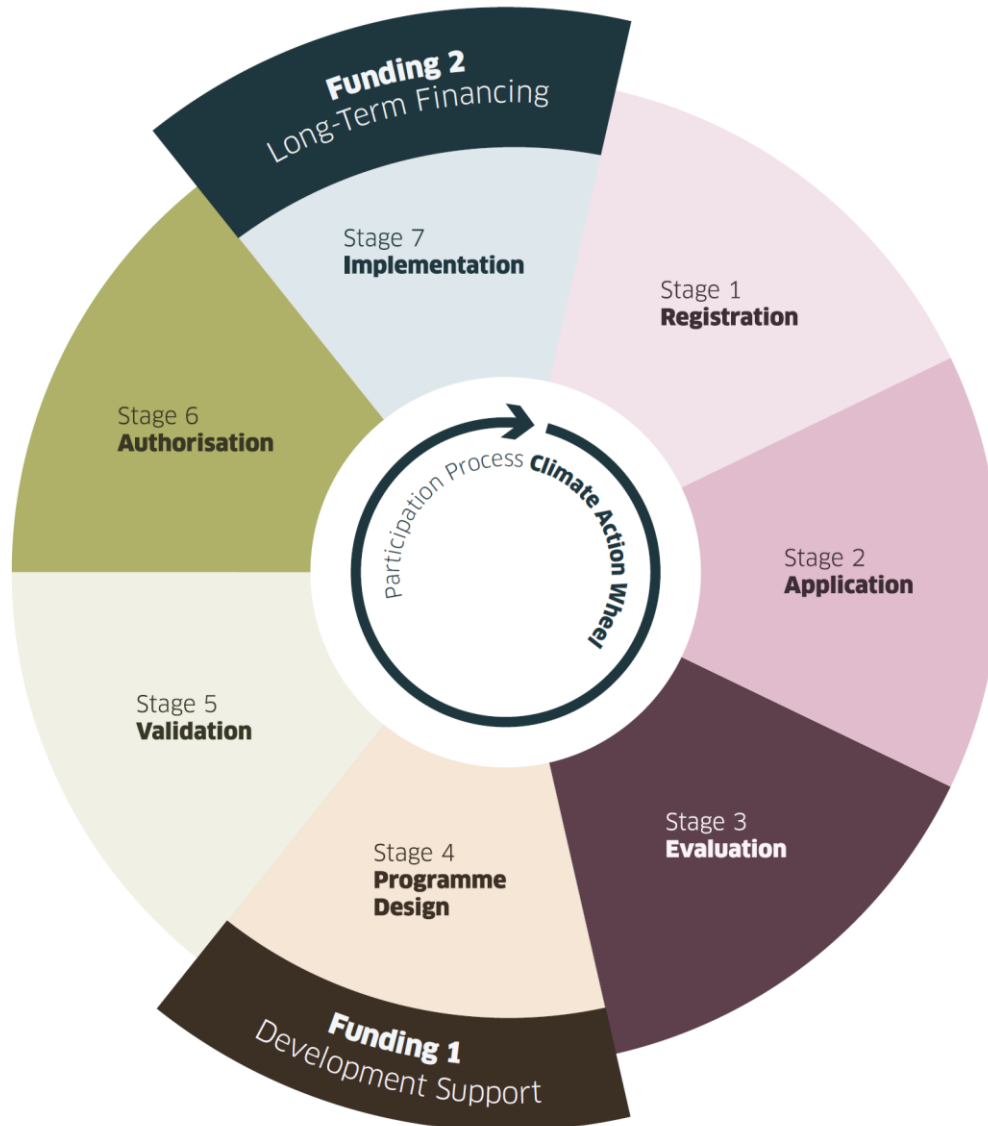 Funding 2
Long-Term Financing
Stage 7
Implementation
Stage 1
Registration
Stage 2
Application
Stage 3
Evaluation
Stage 4
Programme
Design
Funding 1
Development Support
Stage 5
Validation
Stage 6
Authorisation
Participation Process Climate Action Wheel